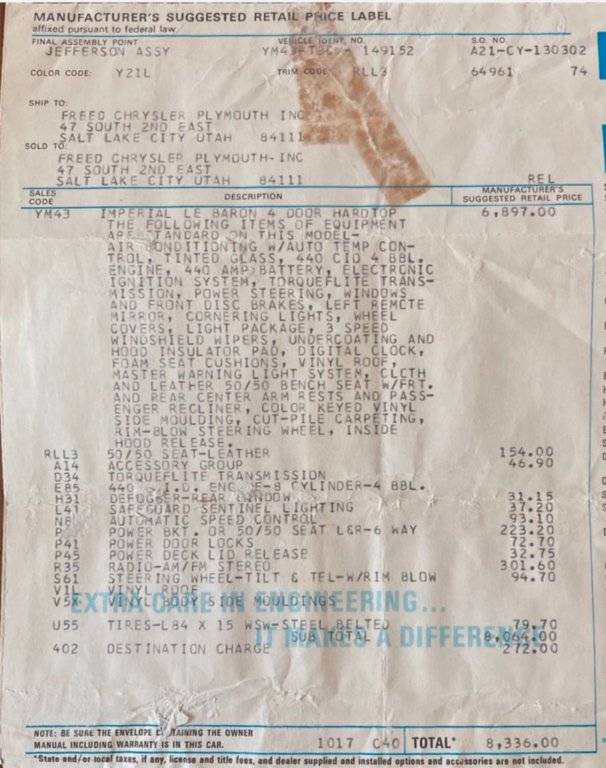 MANUFACTURER'S SUGGESTED RETAIL PRICE LABEL
affixed pursuant to federal law
FINAL ASSEMBLY POINT VEHICLE IDENT. NO. S.O. NO.
JEFFERSON ASSY 149152 A21-CY-130302
COLOR CODE: Y21L TRIM CODE: RLL3 64961 74
SHIP TO:
FREED CHRYSLER PLYMOUTH INC
47 SOUTH 2ND EAST
SALT LAKE CITY UTAH 84111
SOLD TO:
FREED CHRYSLER PLYMOUTH-INC
47 SOUTH 2ND EAST
SALT LAKE CITY UTAH 84111 REL
SALES CODE DESCRIPTION MANUFACTURER'S SUGGESTED RETAIL PRICE
YM43 IMPERIAL LE BARON 4 DOOR HARDTOP 6,897.00
THE FOLLOWING ITEMS OF EQUIPMENT
ARE STANDARD ON THIS MODEL-
AIR CONDITIONING W/AUTO TEMP CON-
TROL, TINTED GLASS, 440 CID 4 BBL.
ENGINE, 440 AMP BATTERY, ELECTRONIC
IGNITION SYSTEM, TORQUEFLITE TRANS-
MISSION, POWER STEERING, WINDOWS
AND FRONT DISC BRAKES, LEFT REMOTE
MIRROR, CORNERING LIGHTS, WHEEL
COVERS, LIGHT PACKAGE, 3 SPEED
WINDSHIELD WIPERS, UNDERCOATING AND
HOOD INSULATOR PAD, DIGITAL CLOCK,
FOAM SEAT CUSHIONS, VINYL ROOF,
MASTER WARNING LIGHT SYSTEM, CLOTH
AND LEATHER 50/50 BENCH SEAT W/FRT.
AND REAR CENTER ARM RESTS AND PASS-
ENGER RECLINER, COLOR KEYED VINYL
SIDE MOULDING, CUT-PILE CARPETING,
RIM-BLOW STEERING WHEEL, INSIDE
HOOD RELEASE.
RLL3 50/50 SEAT-LEATHER 154.00
A14 ACCESSORY GROUP 46.90
D34 TORQUEFLITE TRANSMISSION
E85 440 C.I.D. ENGINE-8 CYLINDER-4 BBL.
H31 DEFOGGER-REAR WINDOW 31.15
L41 SAFEGUARD SENTINEL LIGHTING 37.20
N8 AUTOMATIC SPEED CONTROL 93.10
P POWER BKT. OR 50/50 SEAT L&R-6 WAY 223.20
P41 POWER DOOR LOCKS 72.70
P45 POWER DECK LID RELEASE 32.75
R35 RADIO-AM/FM STEREO 301.60
S61 STEERING WHEEL-TILT & TEL-W/RIM BLOW 94.70
V1L VINYL ROOF
V5X VINYL BODY SIDE MOULDINGS
EXTRA CARE IN ENGINEERING...
U55 TIRES-L84 X 15 WSW-STEEL BELTED 79.70
SUB TOTAL 8,064.00
IT MAKES A DIFFERENCE
402 DESTINATION CHARGE 272.00
NOTE: BE SURE THE ENVELOPE CONTAINING THE OWNER
MANUAL INCLUDING WARRANTY IS IN THIS CAR. 1017 C40 TOTAL* 8,336.00
*State and/or local taxes, if any, license and title fees, and dealer supplied and installed options and accessories are not included.